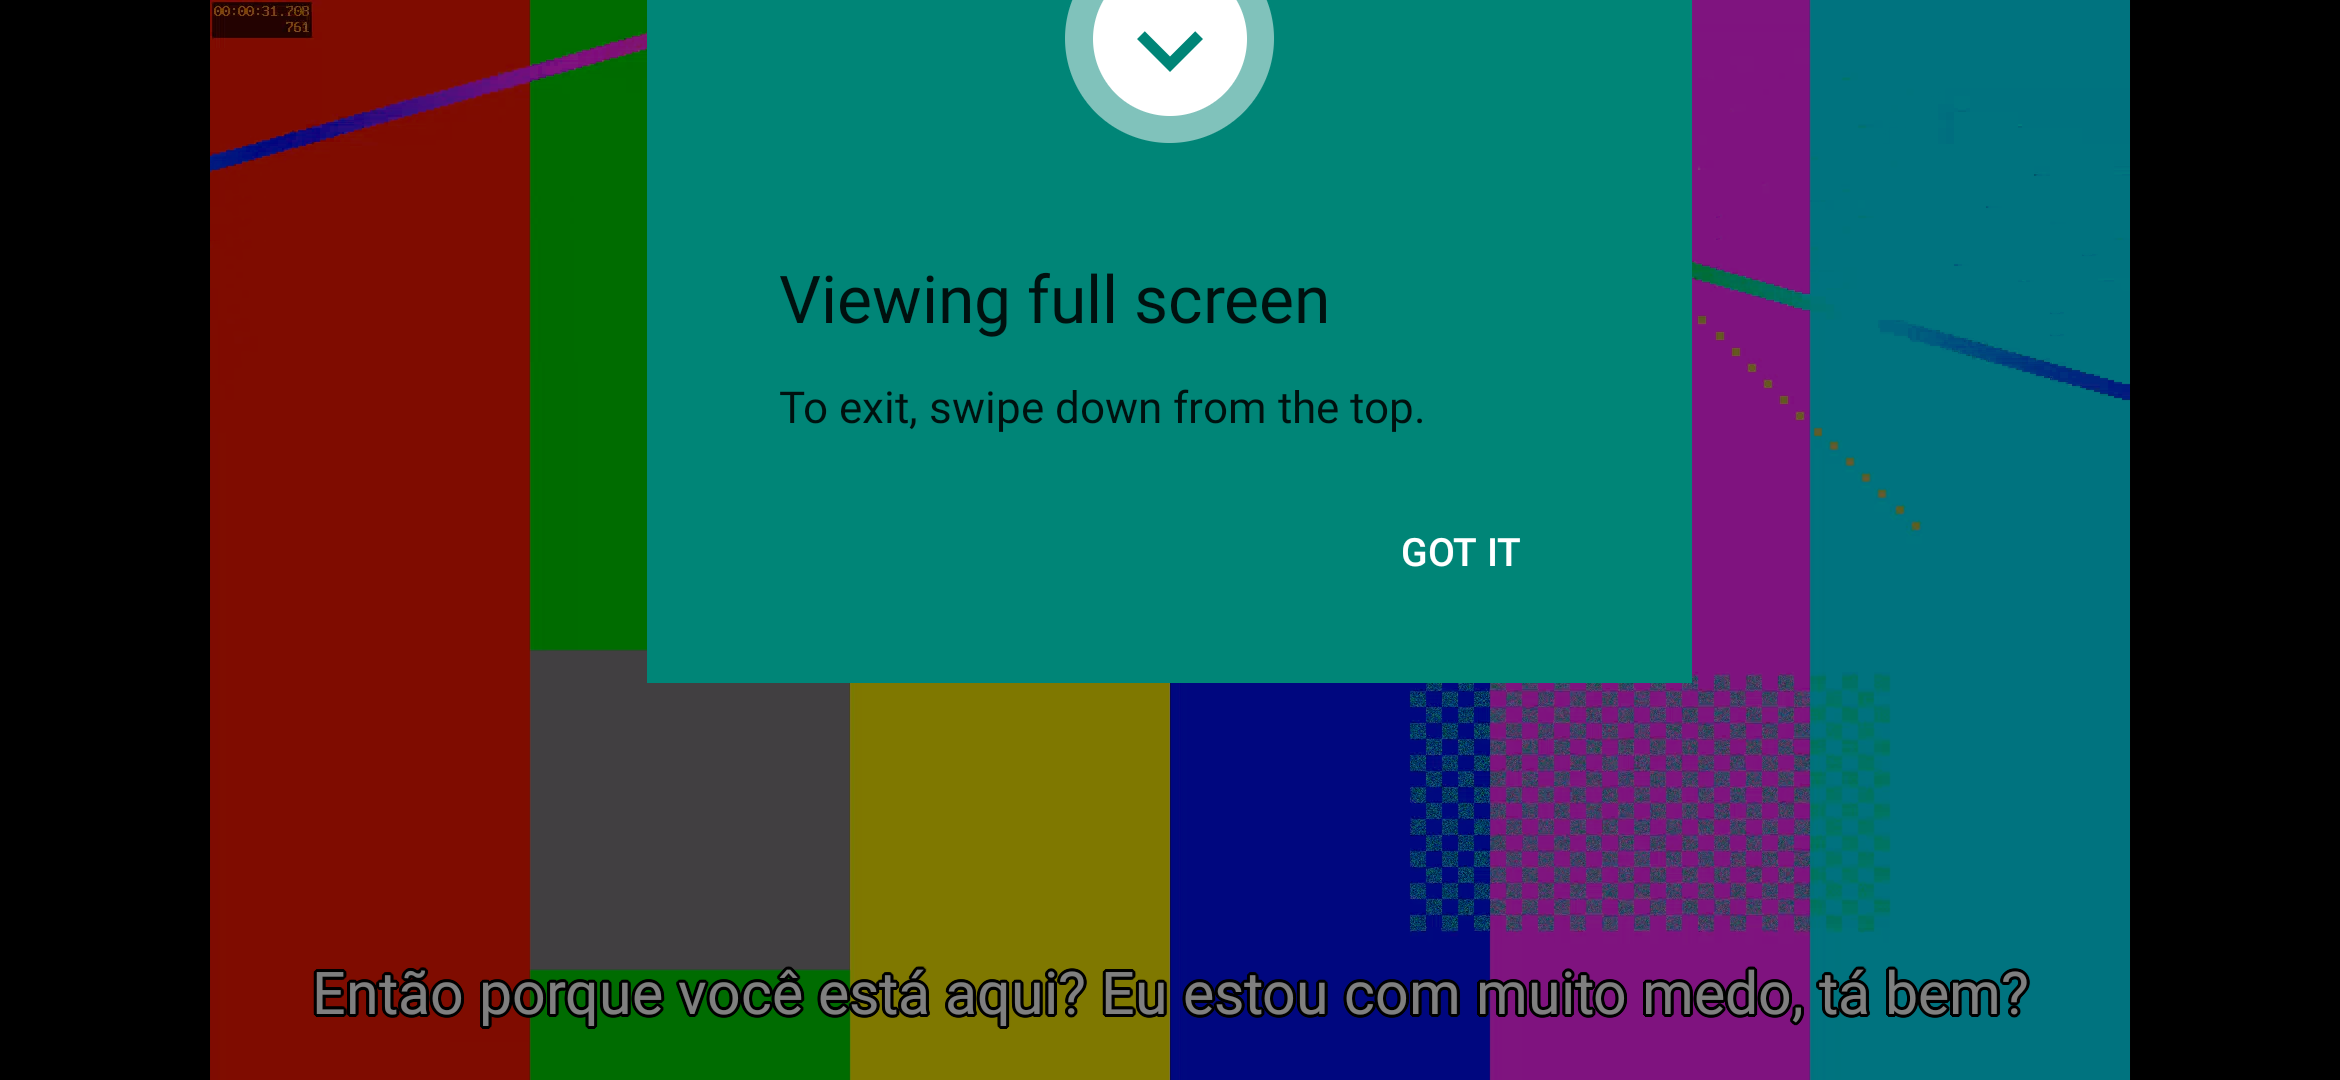 00:00:31.708
761
Viewing full screen
To exit, swipe down from the top.
GOT IT
Então porque você está aqui? Eu estou com muito medo, tá bem?